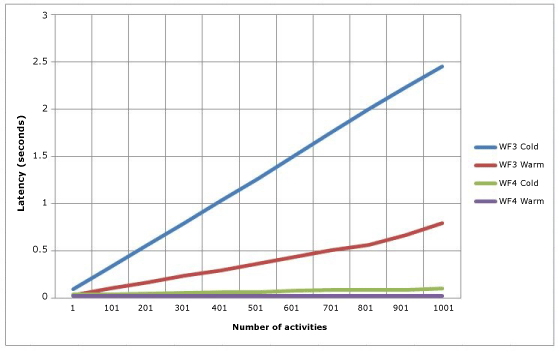 3
2.5
2
1.5
1
0.5
0
Latency (seconds)
1 101 201 301 401 501 601 701 801 901 1001
Number of activities
WF3 Cold
WF3 Warm
WF4 Cold
WF4 Warm